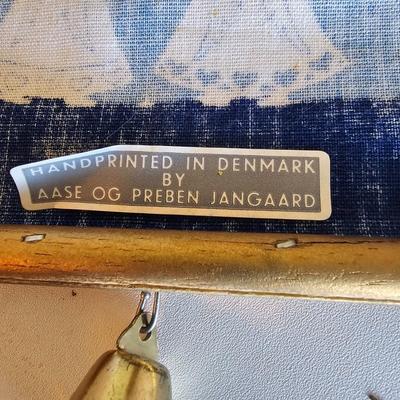 HANDPRINTED IN DENMARK
BY
AASE OG PREBEN JANGAARD